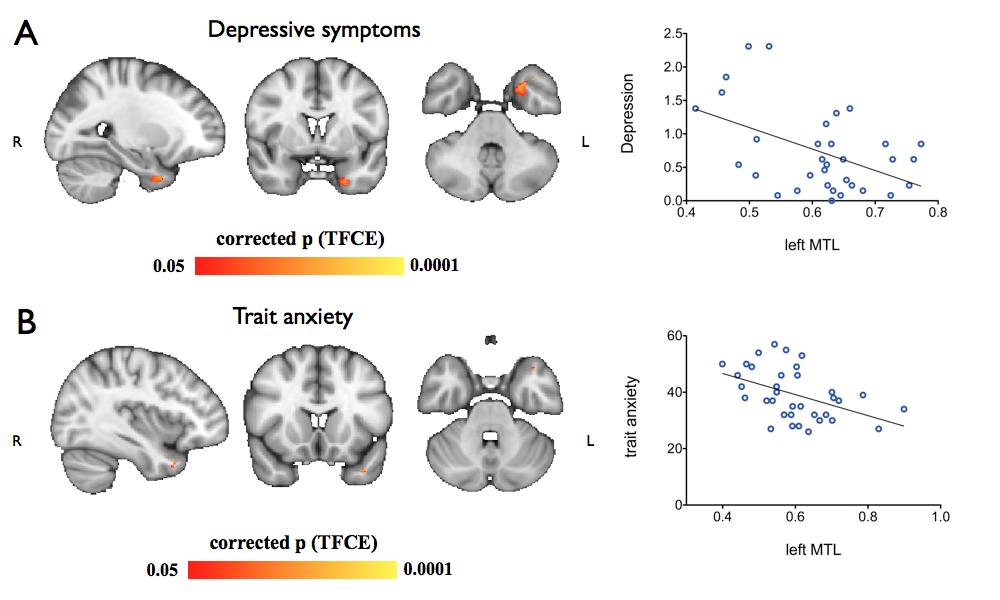 A
Depressive symptoms
R
L
corrected p (TFCE)
0.05
0.0001
2.5
2.0
1.5
1.0
0.5
0.0
Depression
0.4
0.5
0.6
0.7
0.8
left MTL
B
Trait anxiety
R
L
corrected p (TFCE)
0.05
0.0001
60
40
20
0
trait anxiety
0.4
0.6
0.8
1.0
left MTL